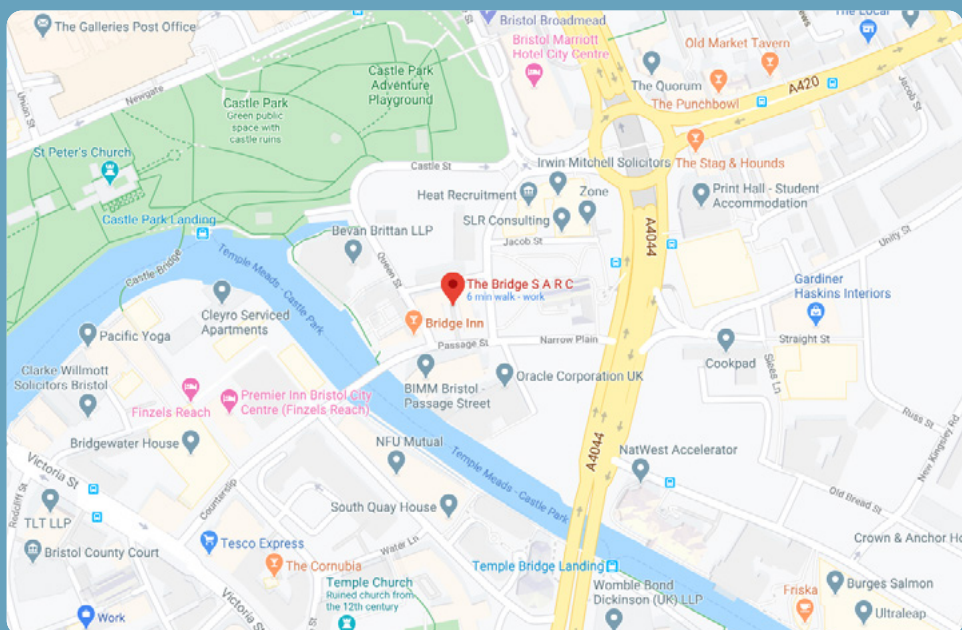 The Galleries Post Office
Bristol Broadmead
The Local
news
Bristol Marriott
Hotel City Centre
Old Market Tavern
The Quorum
A420
The Punchbowl
Jacob St
Union St
Newgate
Castle Park
Adventure
Playground
Castle Park
Green public
space with
castle ruins
St Peter's Church
Castle St
Irwin Mitchell Solicitors
The Stag & Hounds
Heat Recruitment
Zone
Print Hall - Student
Accommodation
SLR Consulting
Castle Park Landing
Bevan Brittan LLP
Jacob St
A4044
Unity St
Castle Bridge
Temple Meads - Castle Park
Queen St
The Bridge S A R C
6 min walk - work
Gardiner
Haskins Interiors
Cleyro Serviced
Apartments
Bridge Inn
Pacific Yoga
Passage St
Narrow Plain
Straight St
Cookpad
Slees Ln
Clarke Willmott
Solicitors Bristol
BIMM Bristol -
Passage Street
Oracle Corporation UK
Finzels Reach
Premier Inn Bristol City
Centre (Finzels Reach)
Russ St
New Kingsley Rd
Bridgewater House
NFU Mutual
A4044
NatWest Accelerator
Victoria St
Redcliff St
Counterslip
Temple Meads - Castle Park
Old Bread St
TLT LLP
South Quay House
Crown & Anchor Ho
Bristol County Court
Tesco Express
Water Ln
The Cornubia
Temple Bridge Landing
Temple Church
Ruined church from
the 12th century
Womble Bond
Dickinson (UK) LLP
Burges Salmon
Friska
Victoria St
Work
Ultraleap